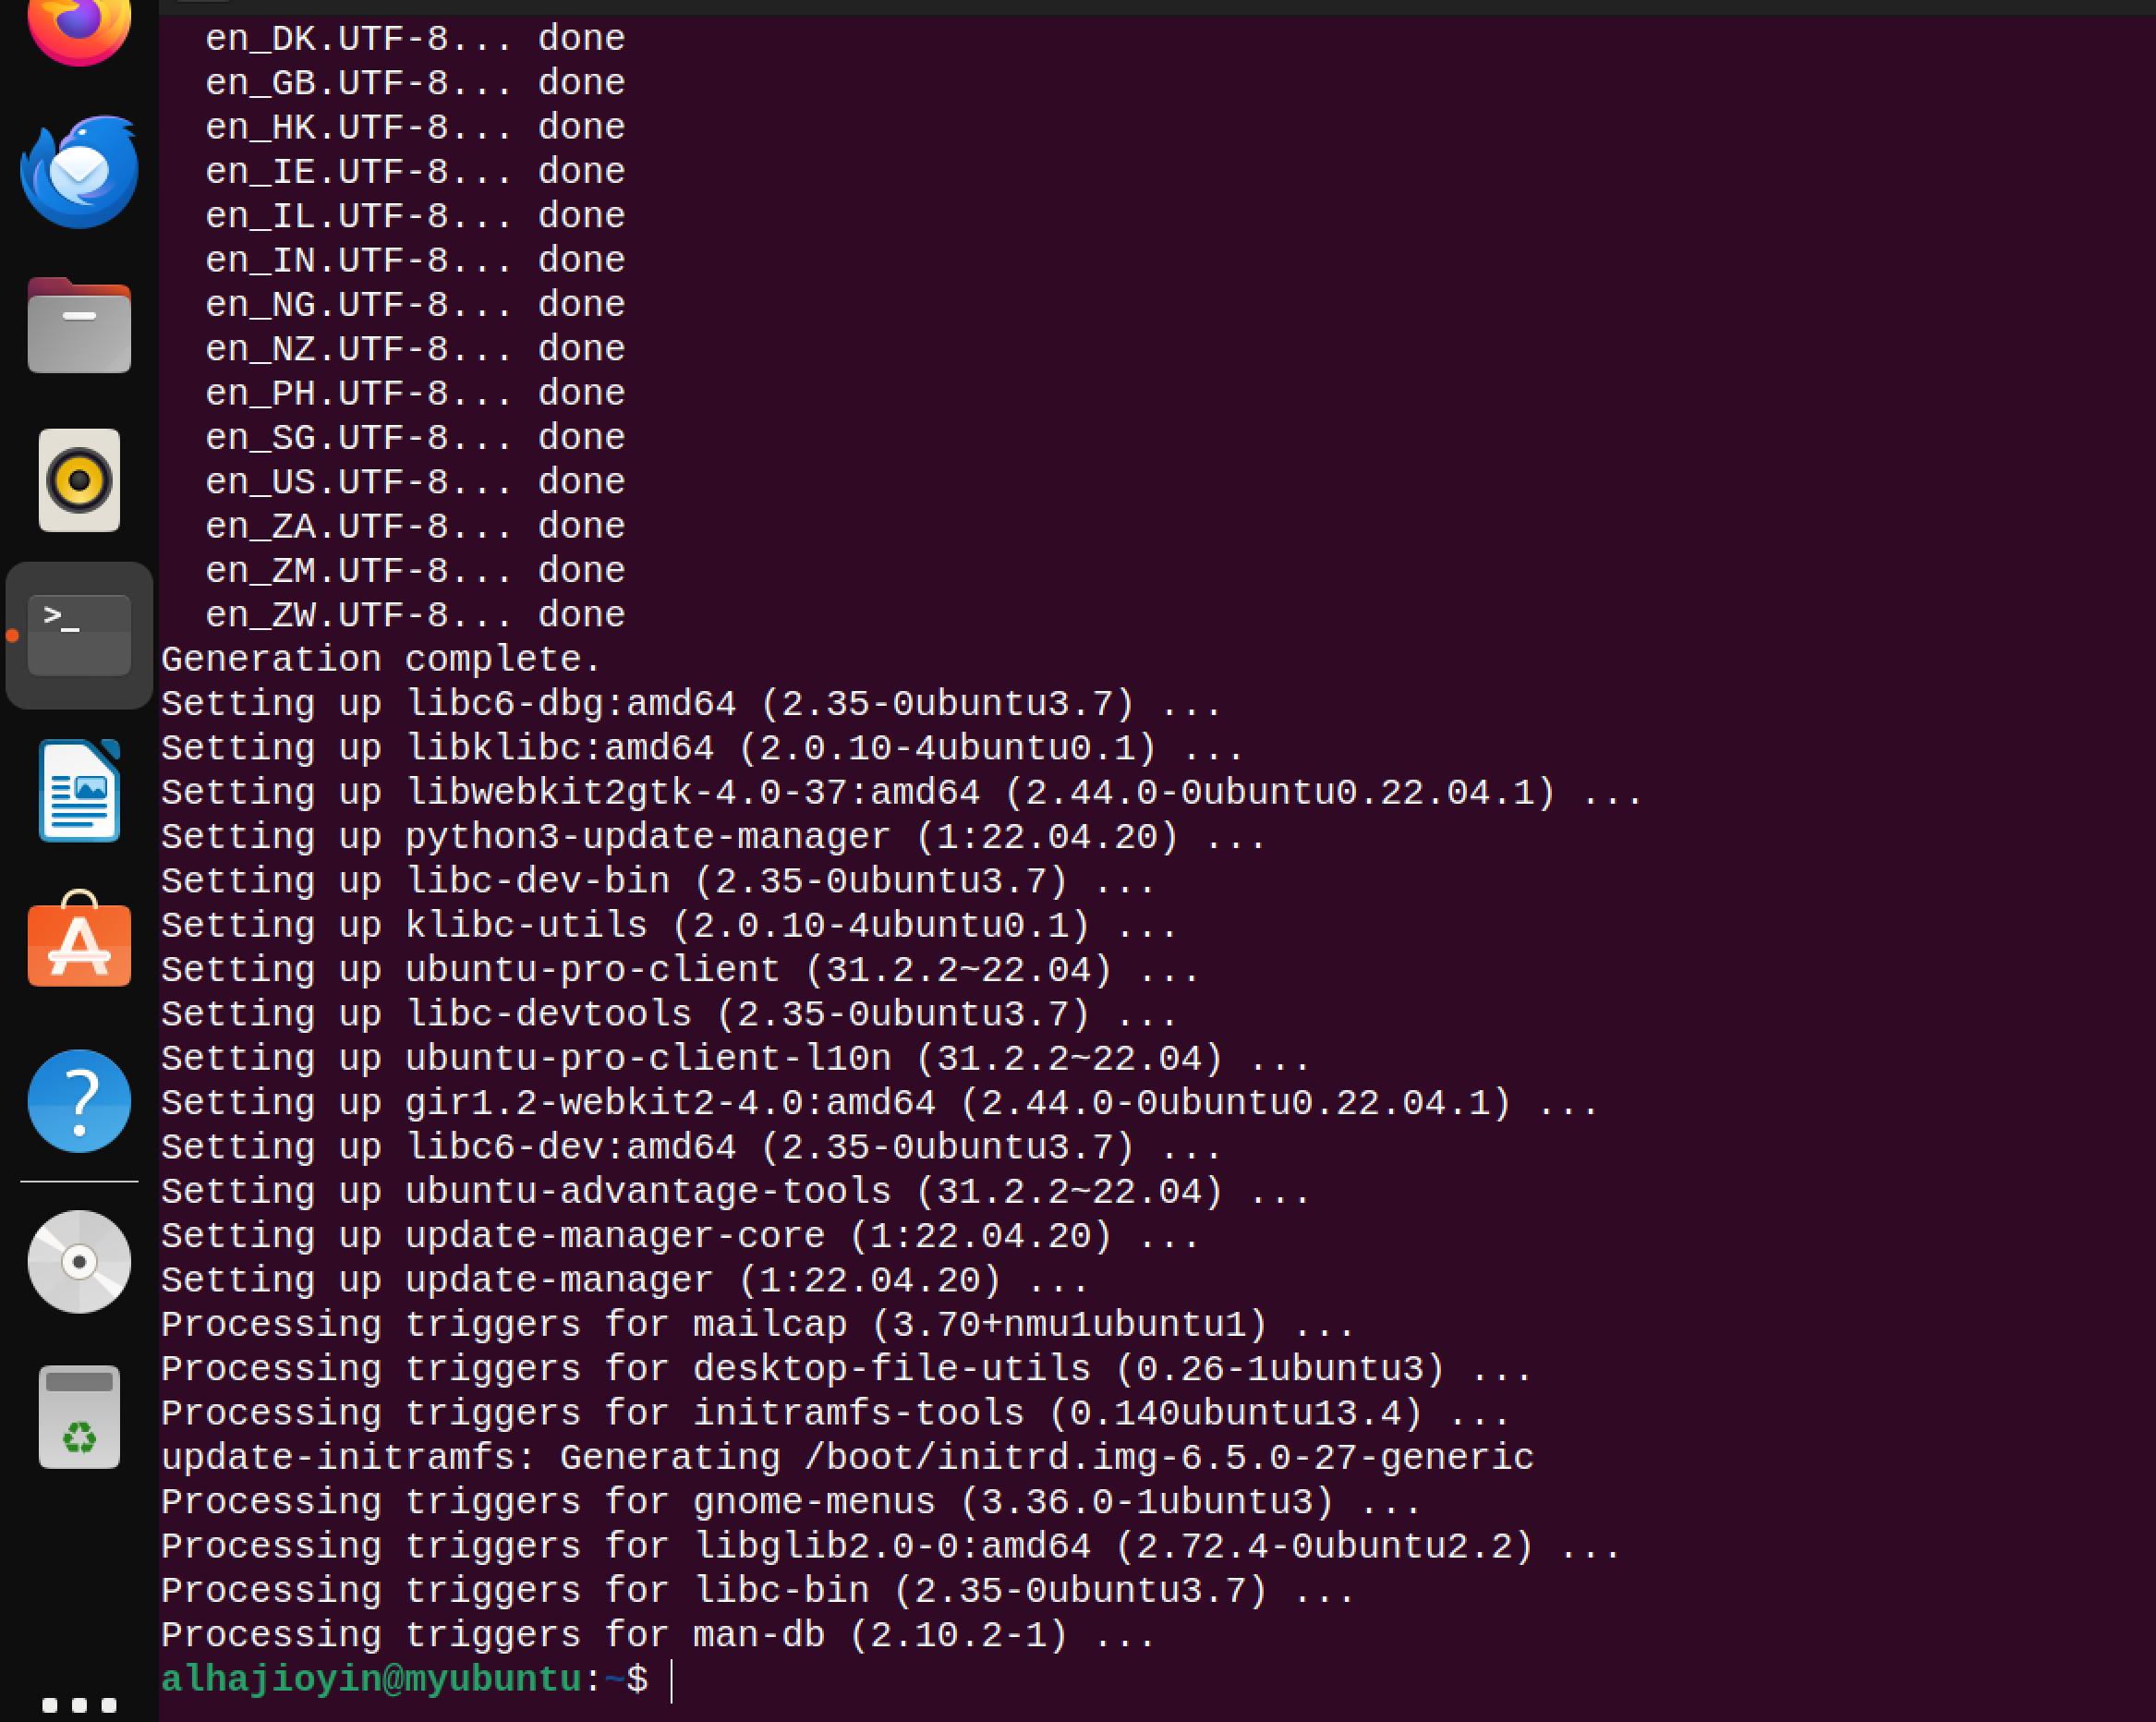 en_DK.UTF-8... done
  en_GB.UTF-8... done
  en_HK.UTF-8... done
  en_IE.UTF-8... done
  en_IL.UTF-8... done
  en_IN.UTF-8... done
  en_NG.UTF-8... done
  en_NZ.UTF-8... done
  en_PH.UTF-8... done
  en_SG.UTF-8... done
  en_US.UTF-8... done
  en_ZA.UTF-8... done
  en_ZM.UTF-8... done
  en_ZW.UTF-8... done
Generation complete.
Setting up libc6-dbg:amd64 (2.35-0ubuntu3.7) ...
Setting up libklibc:amd64 (2.0.10-4ubuntu0.1) ...
Setting up libwebkit2gtk-4.0-37:amd64 (2.44.0-0ubuntu0.22.04.1) ...
Setting up python3-update-manager (1:22.04.20) ...
Setting up libc-dev-bin (2.35-0ubuntu3.7) ...
Setting up klibc-utils (2.0.10-4ubuntu0.1) ...
Setting up ubuntu-pro-client (31.2.2~22.04) ...
Setting up libc-devtools (2.35-0ubuntu3.7) ...
Setting up ubuntu-pro-client-l10n (31.2.2~22.04) ...
Setting up gir1.2-webkit2-4.0:amd64 (2.44.0-0ubuntu0.22.04.1) ...
Setting up libc6-dev:amd64 (2.35-0ubuntu3.7) ...
Setting up ubuntu-advantage-tools (31.2.2~22.04) ...
Setting up update-manager-core (1:22.04.20) ...
Setting up update-manager (1:22.04.20) ...
Processing triggers for mailcap (3.70+nmu1ubuntu1) ...
Processing triggers for desktop-file-utils (0.26-1ubuntu3) ...
Processing triggers for initramfs-tools (0.140ubuntu13.4) ...
update-initramfs: Generating /boot/initrd.img-6.5.0-27-generic
Processing triggers for gnome-menus (3.36.0-1ubuntu3) ...
Processing triggers for libglib2.0-0:amd64 (2.72.4-0ubuntu2.2) ...
Processing triggers for libc-bin (2.35-0ubuntu3.7) ...
Processing triggers for man-db (2.10.2-1) ...
alhajioyin@myubuntu:~$